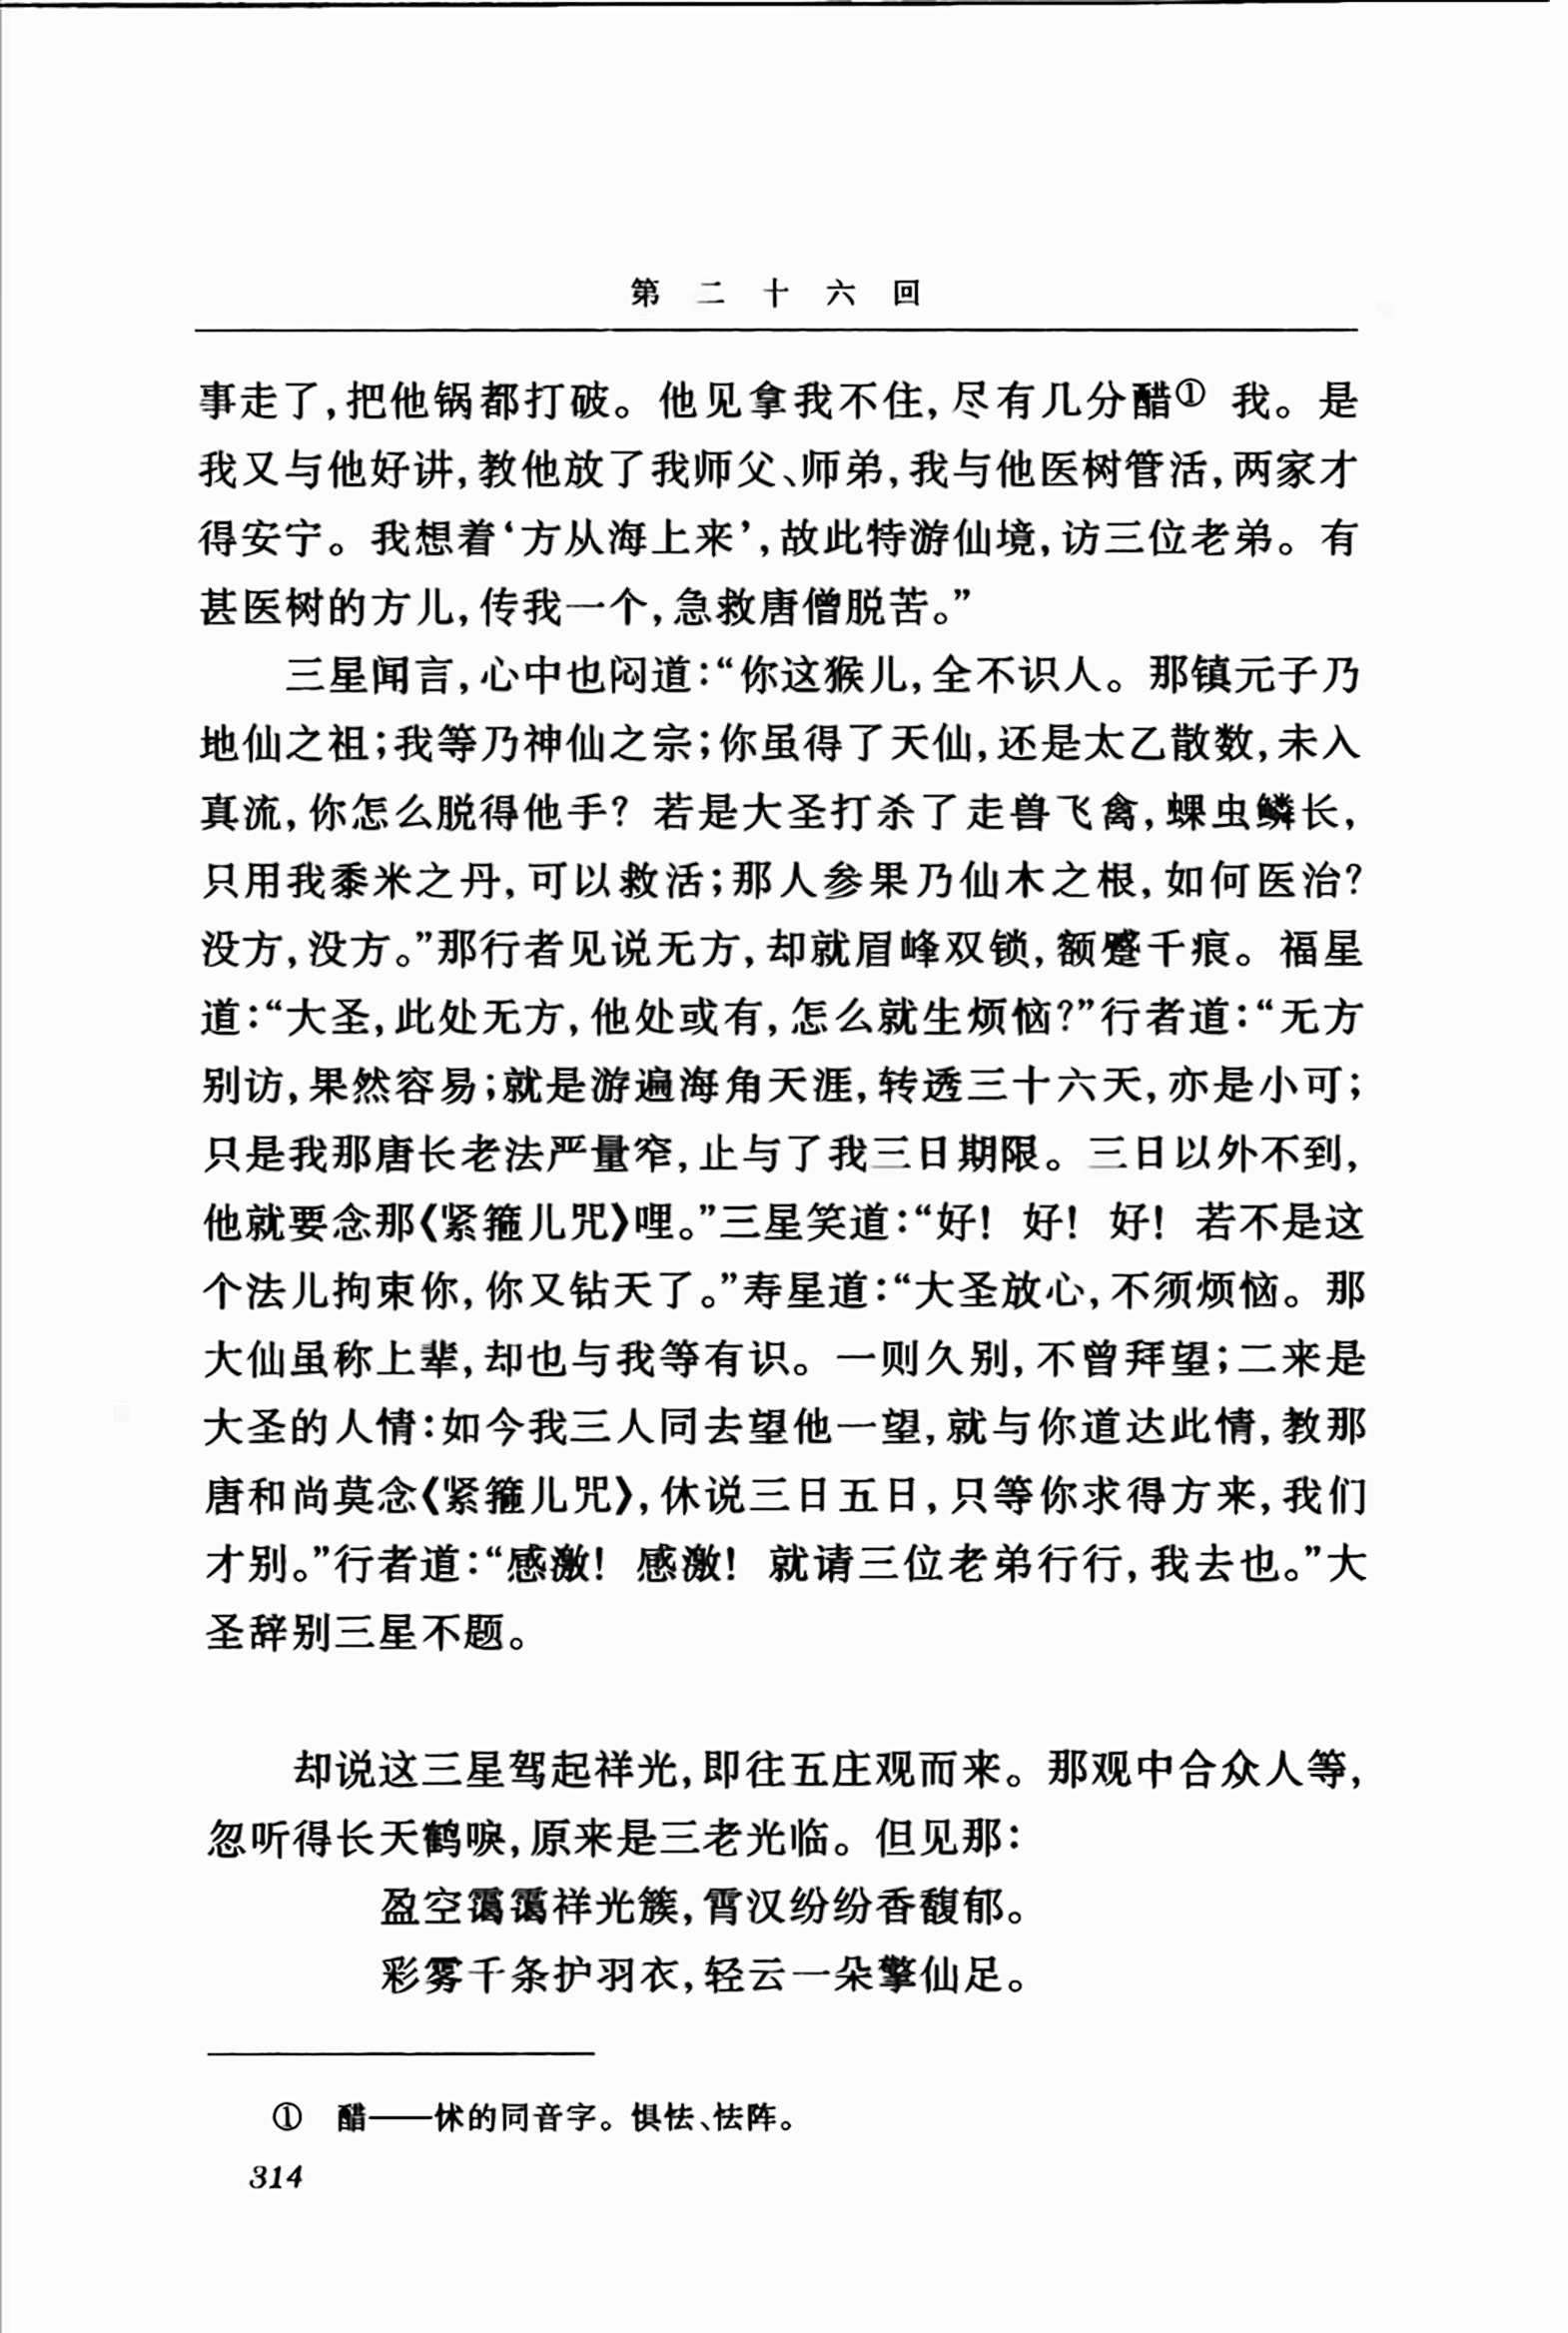 第二十六回
事走了,把他锅都打破。他见拿我不住,尽有几分醋① 我。是
我又与他好讲,教他放了我师父、师弟,我与他医树管活,两家才
得安宁。我想着‘方从海上来’,故此特游仙境,访三位老弟。有
甚医树的方儿,传我一个,急救唐僧脱苦。”
三星闻言,心中也闷道:“你这猴儿,全不识人。那镇元子乃
地仙之祖;我等乃神仙之宗;你虽得了天仙,还是太乙散数,未入
真流,你怎么脱得他手?若是大圣打杀了走兽飞禽,蜾虫鳞长,
只用我黍米之丹,可以救活;那人参果乃仙木之根,如何医治?
没方,没方。”那行者见说无方,却就眉峰双锁,额蹙千痕。福星
道:“大圣,此处无方,他处或有,怎么就生烦恼?”行者道:“无方
别访,果然容易;就是游遍海角天涯,转透三十六天,亦是小可;
只是我那唐长老法严量窄,止与了我三日期限。三日以外不到,
他就要念那《紧箍儿咒》哩。”三星笑道:“好!好!好!若不是这
个法儿拘束你,你又钻天了。”寿星道:“大圣放心,不须烦恼。那
大仙虽称上辈,却也与我等有识。一则久别,不曾拜望;二来是
大圣的人情:如今我三人同去望他一望,就与你道达此情,教那
唐和尚莫念《紧箍儿咒》,休说三日五日,只等你求得方来,我们
才别。”行者道:“感激!感激!就请三位老弟行行,我去也。”大
圣辞别三星不题。
却说这三星驾起祥光,即往五庄观而来。那观中合众人等,
忽听得长天鹤唳,原来是三老光临。但见那:
盈空蔼蔼祥光簇,霄汉纷纷香馥郁。
彩雾千条护羽衣,轻云一朵擎仙足。
① 醋——怵的同音字。惧怯、怯阵。
314